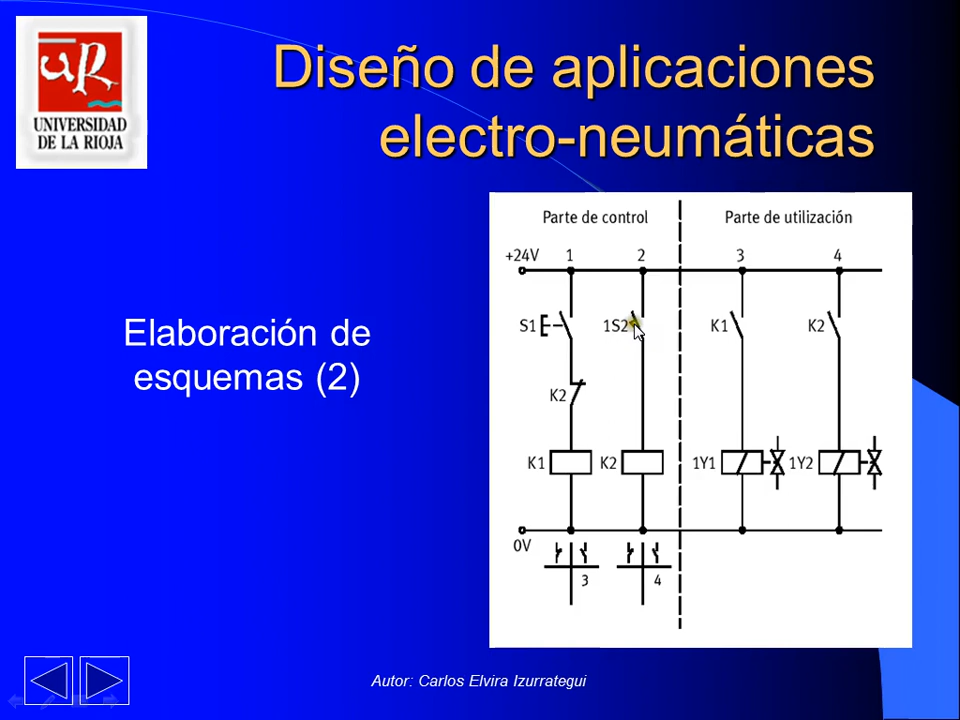 UNIVERSIDAD
DE LA RIOJA
Diseño de aplicaciones
electro-neumáticas
Elaboración de
esquemas (2)
Parte de control
Parte de utilización
+24V
1
2
3
4
S1
1S2
K1
K2
K2
K1
K2
1Y1
1Y2
0V
3
4
Autor: Carlos Elvira Izurrategui